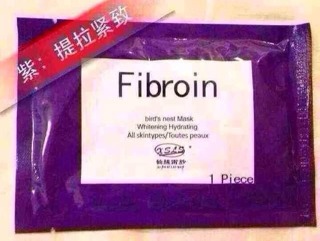 紫：提拉紧致
Fibroin
bird's nest Mask
Whitening Hydrating
All skintypes/Toutes peaux
1 Piece